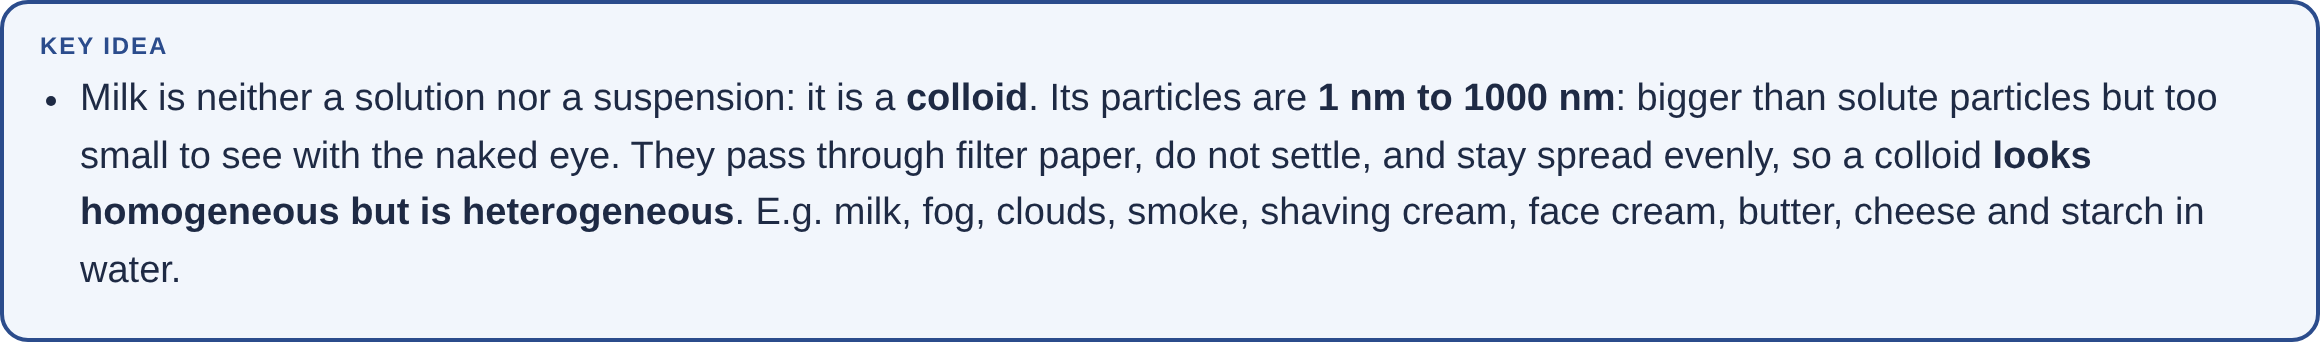 KEY IDEA
• Milk is neither a solution nor a suspension: it is a colloid. Its particles are 1 nm to 1000 nm: bigger than solute particles but too
small to see with the naked eye. They pass through filter paper, do not settle, and stay spread evenly, so a colloid looks
homogeneous but is heterogeneous. E.g. milk, fog, clouds, smoke, shaving cream, face cream, butter, cheese and starch in
water.